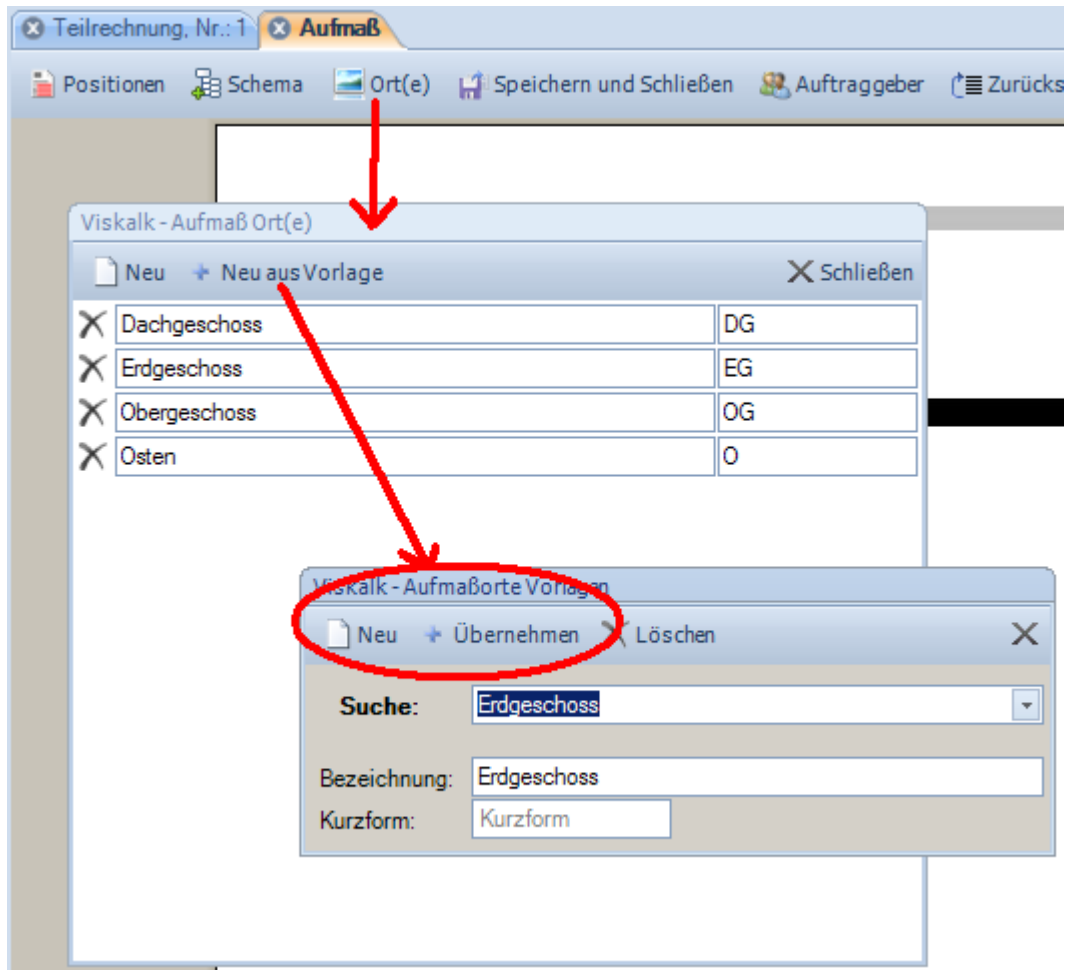 Teilrechnung, Nr.: 1 Aufmaß
Positionen Schema Ort(e) Speichern und Schließen Auftraggeber Zurücks
Viskalk - Aufmaß Ort(e)
Neu Neu aus Vorlage Schließen
Dachgeschoss DG
Erdgeschoss EG
Obergeschoss OG
Osten O
Viskalk - Aufmaßorte Vorlagen
Neu Übernehmen Löschen
Suche: Erdgeschoss
Bezeichnung: Erdgeschoss
Kurzform: Kurzform